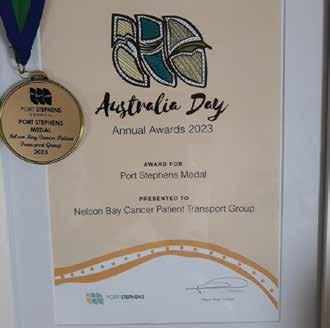 PORT STEPHENS
COUNCIL
PORT STEPHENS
MEDAL
Nelson Bay Cancer Patient
Transport Group
2023
Australia Day
Annual Awards 2023
AWARD FOR
Port Stephens Medal
PRESENTED TO
Nelson Bay Cancer Patient Transport Group
PORT STEPHENS